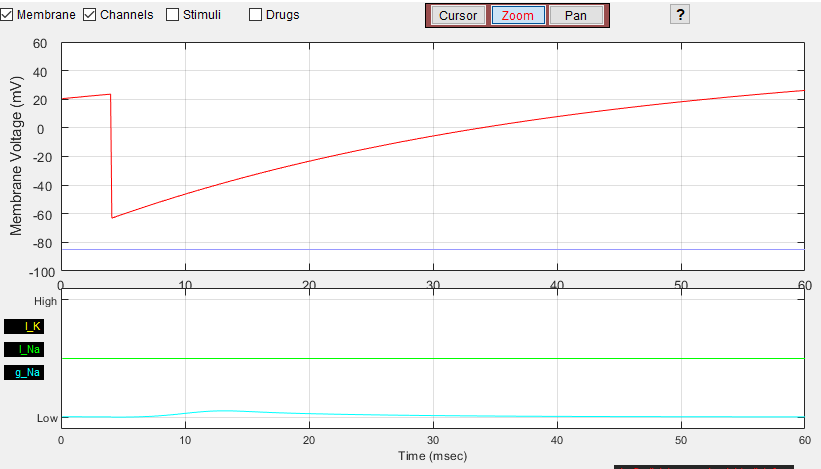 Membrane Channels Stimuli Drugs Cursor Zoom Pan ?
60
40
20
0
-20
-40
-60
-80
-100
Membrane Voltage (mV)
0 10 20 30 40 50 60
High
I_K
I_Na
g_Na
Low
0 10 20 30 40 50 60
Time (msec)